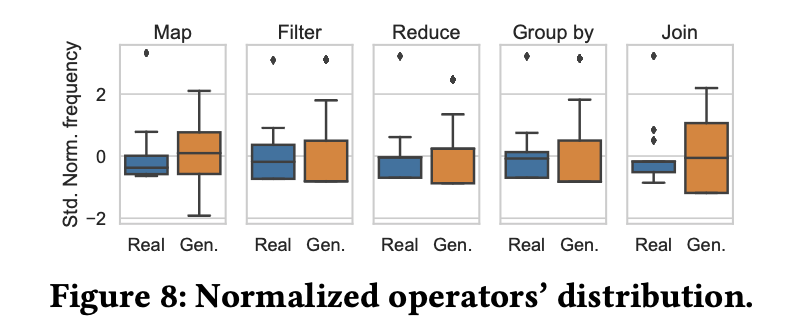 Map
Filter
Reduce
Group by
Join
Std. Norm. frequency
2
0
−2
Real Gen.
Real Gen.
Real Gen.
Real Gen.
Real Gen.
Figure 8: Normalized operators’ distribution.